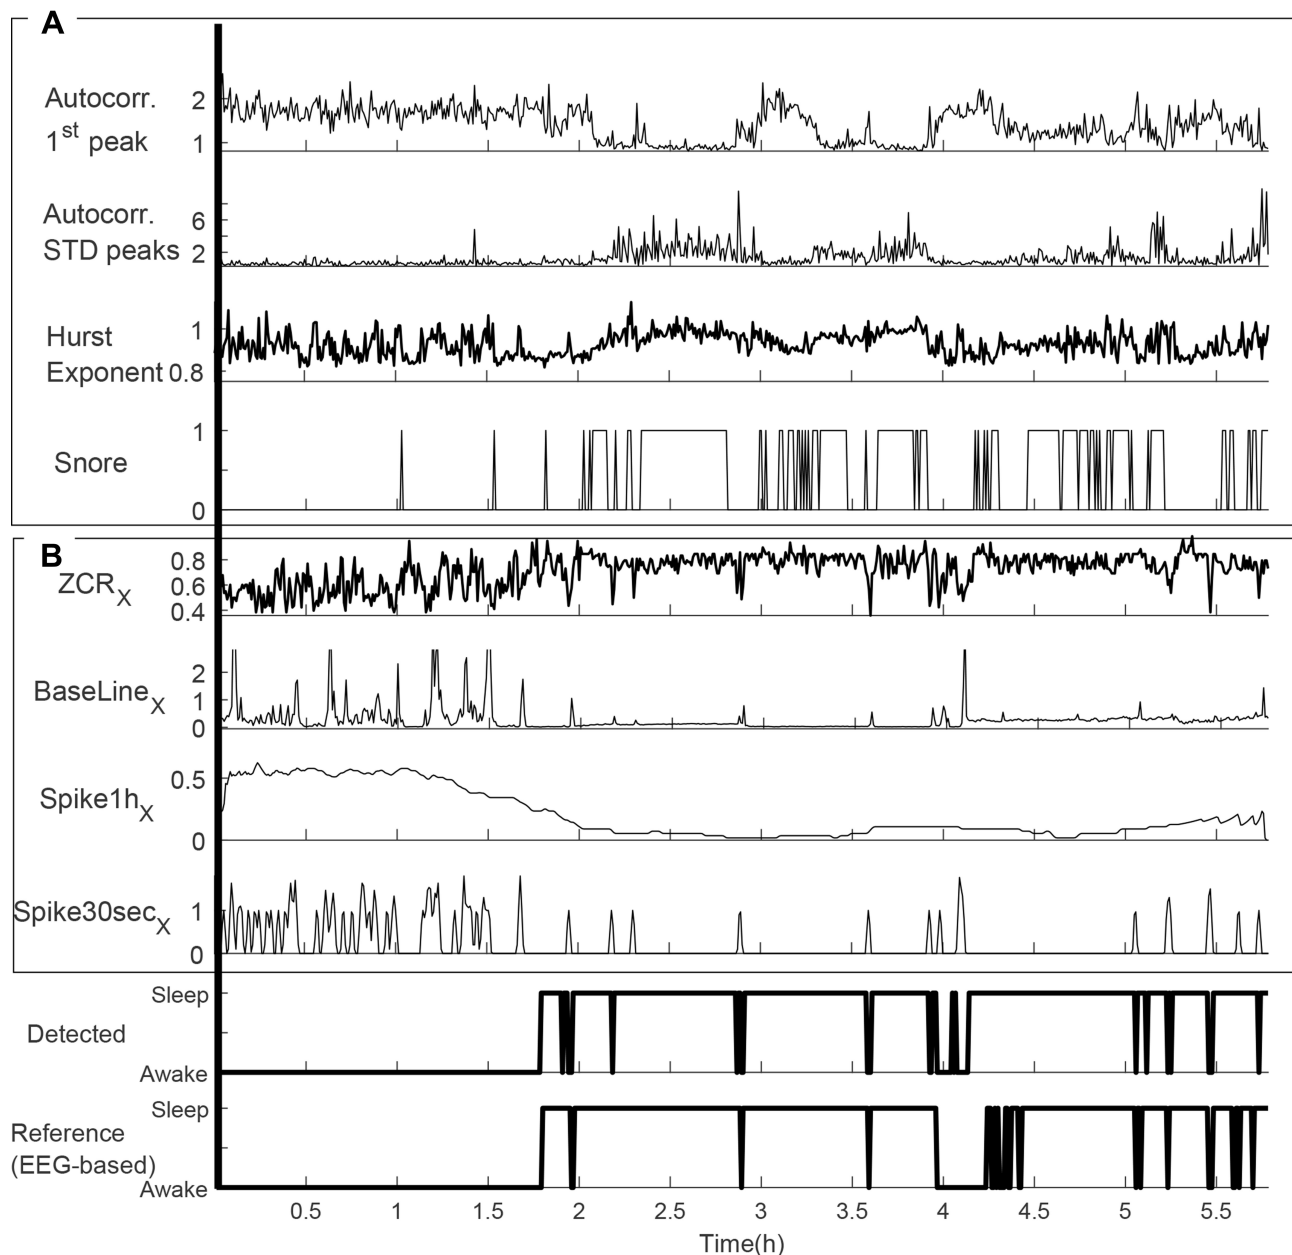 A
Autocorr.
1st peak
2
1
Autocorr.
STD peaks
6
2
Hurst
Exponent
1
0.8
Snore
1
0
B
ZCRX
0.8
0.6
0.4
BaseLineX
2
1
0
Spike1hX
0.5
0
Spike30secX
1
0
Detected
Sleep
Awake
Reference
(EEG-based)
Sleep
Awake
0.5 1 1.5 2 2.5 3 3.5 4 4.5 5 5.5
Time(h)